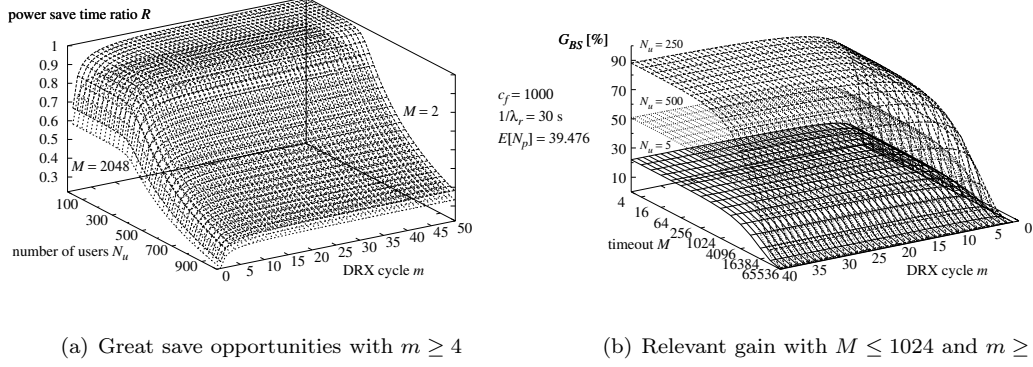 power save time ratio R
1
0.9
0.8
0.7
0.6
0.5
0.4
0.3
M = 2048
M = 2
100
300
500
700
900
number of users N_u
0
5
10
15
20
25
30
35
40
45
50
DRX cycle m
G_BS [%]
90
70
50
30
10
N_u = 250
N_u = 500
N_u = 5
c_f = 1000
1/λ_r = 30 s
E[N_p] = 39.476
4
16
64
256
1024
4096
16384
65536
timeout M
40
35
30
25
20
15
10
5
0
DRX cycle m
(a) Great save opportunities with m ≥ 4
(b) Relevant gain with M ≤ 1024 and m ≥